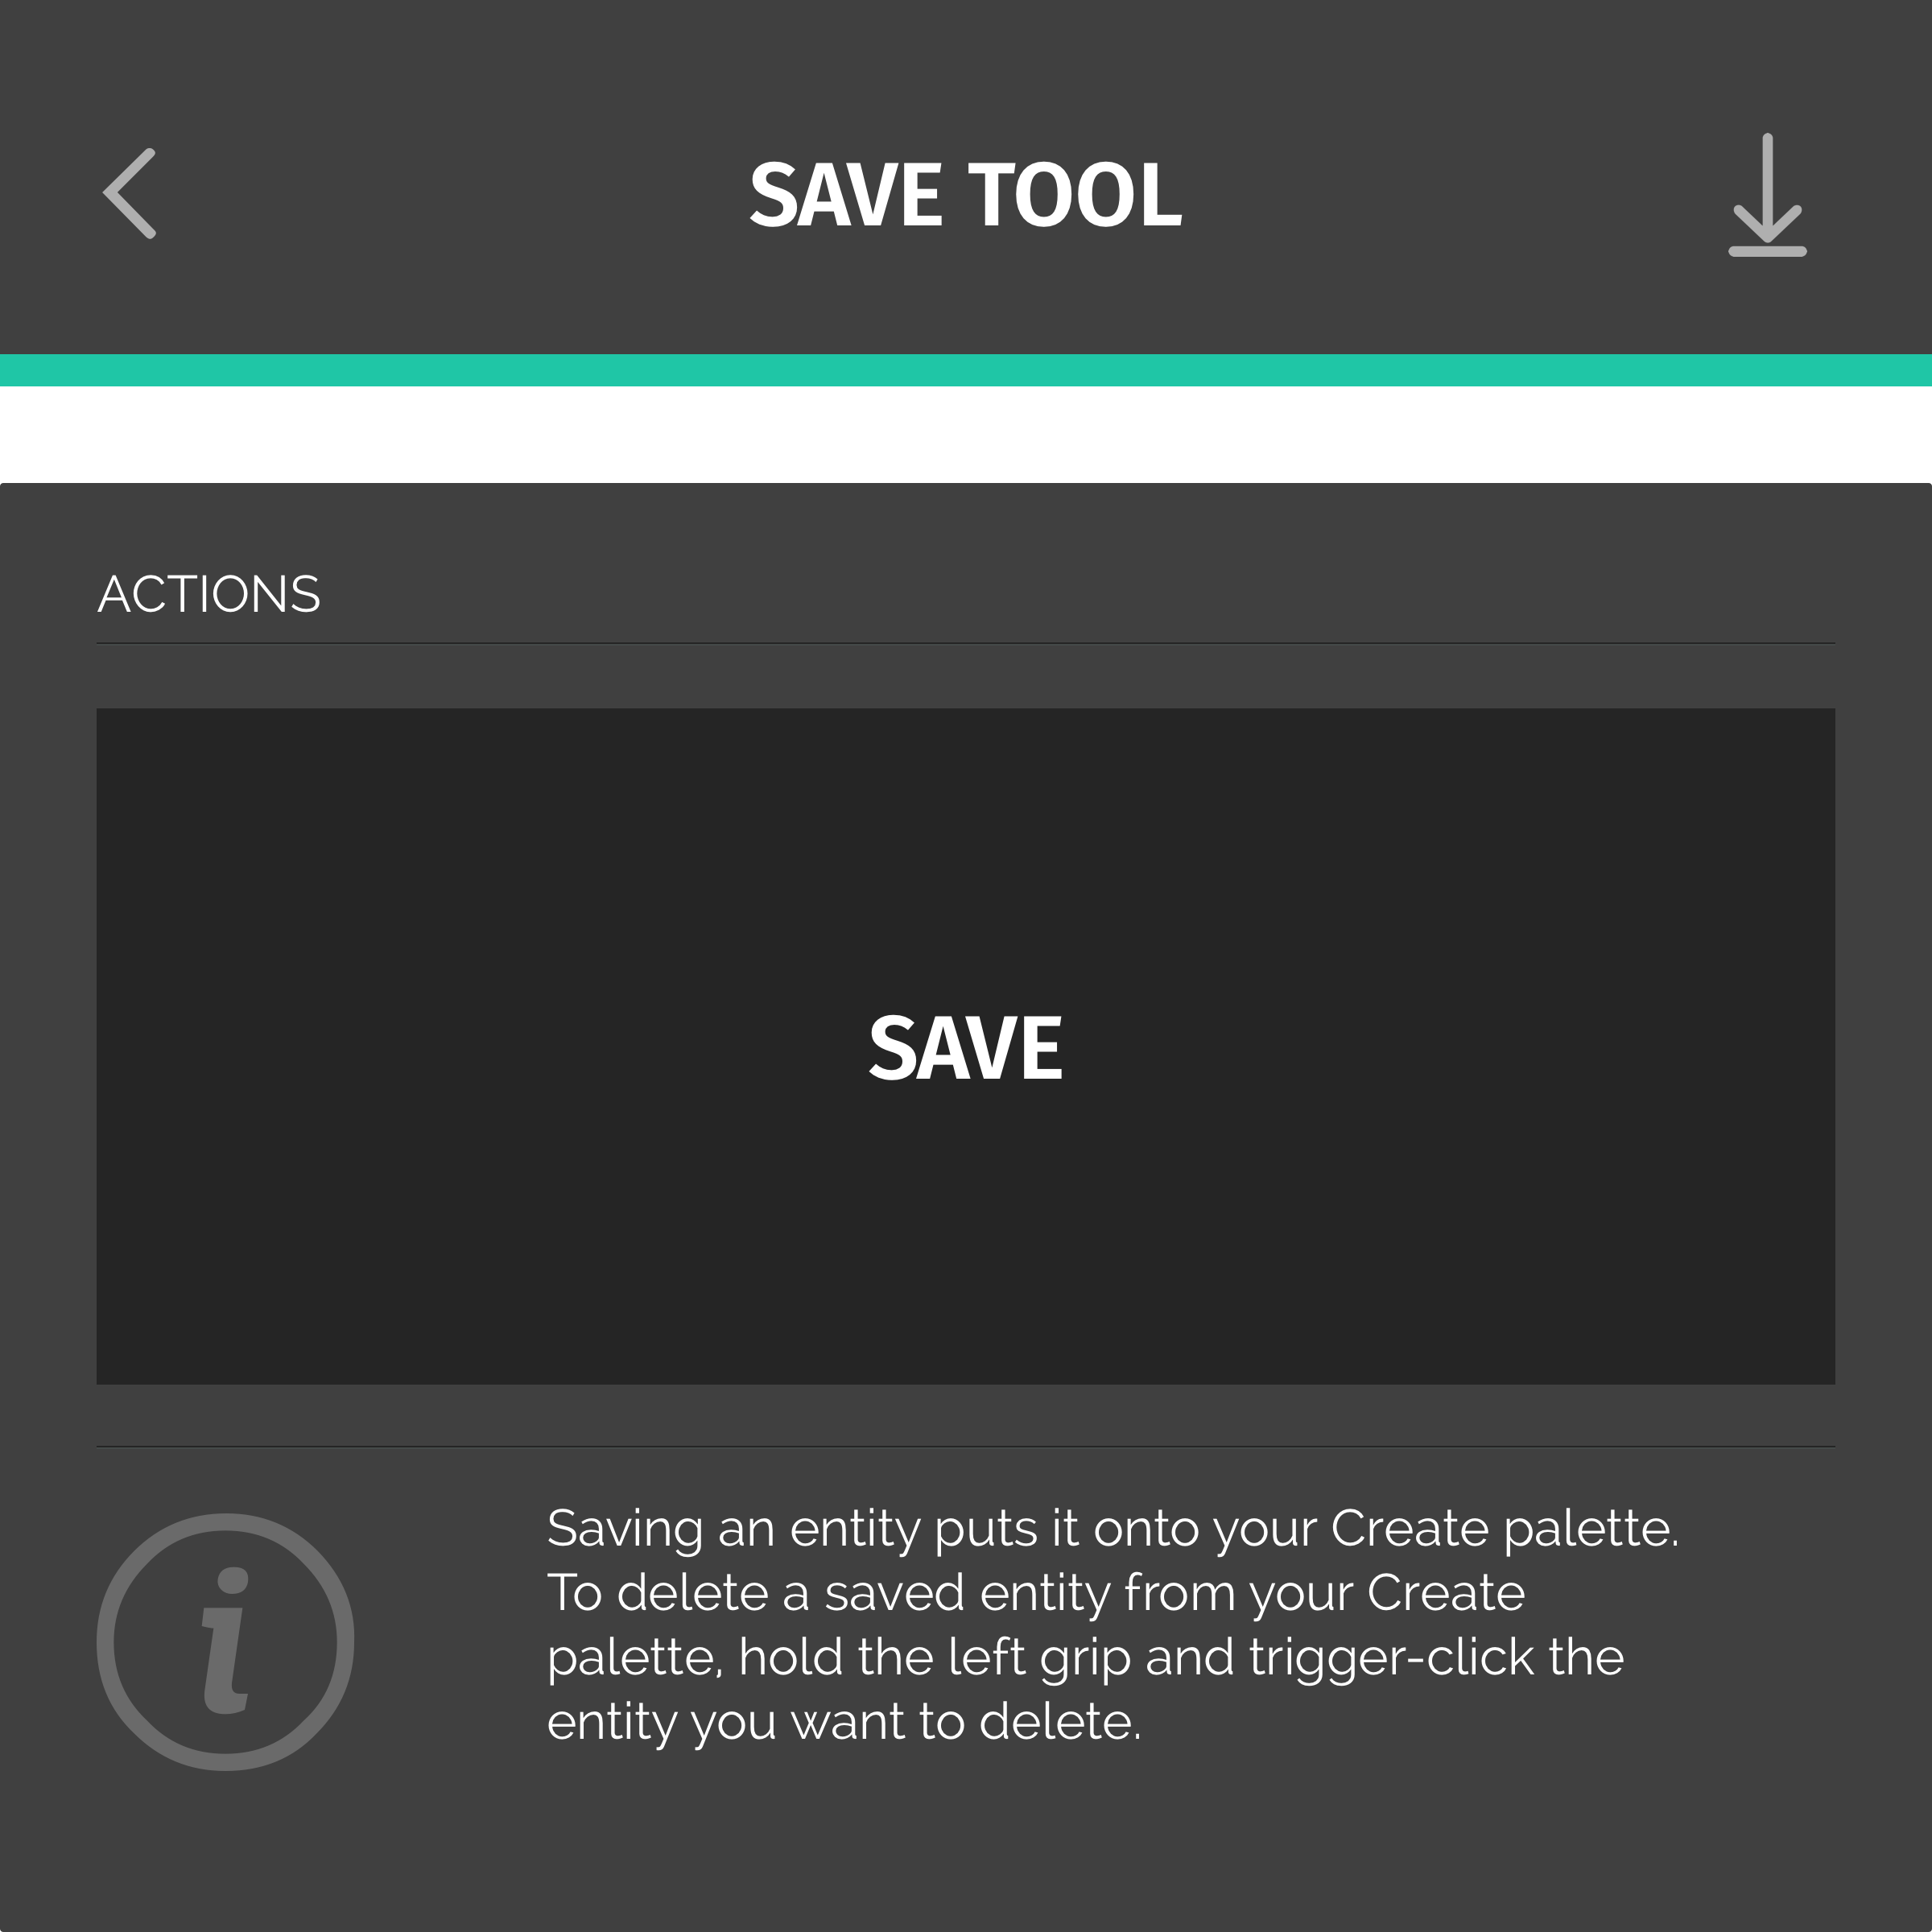 SAVE TOOL
ACTIONS
SAVE
Saving an entity puts it onto your Create palette.
To delete a saved entity from your Create
palette, hold the left grip and trigger-click the
entity you want to delete.